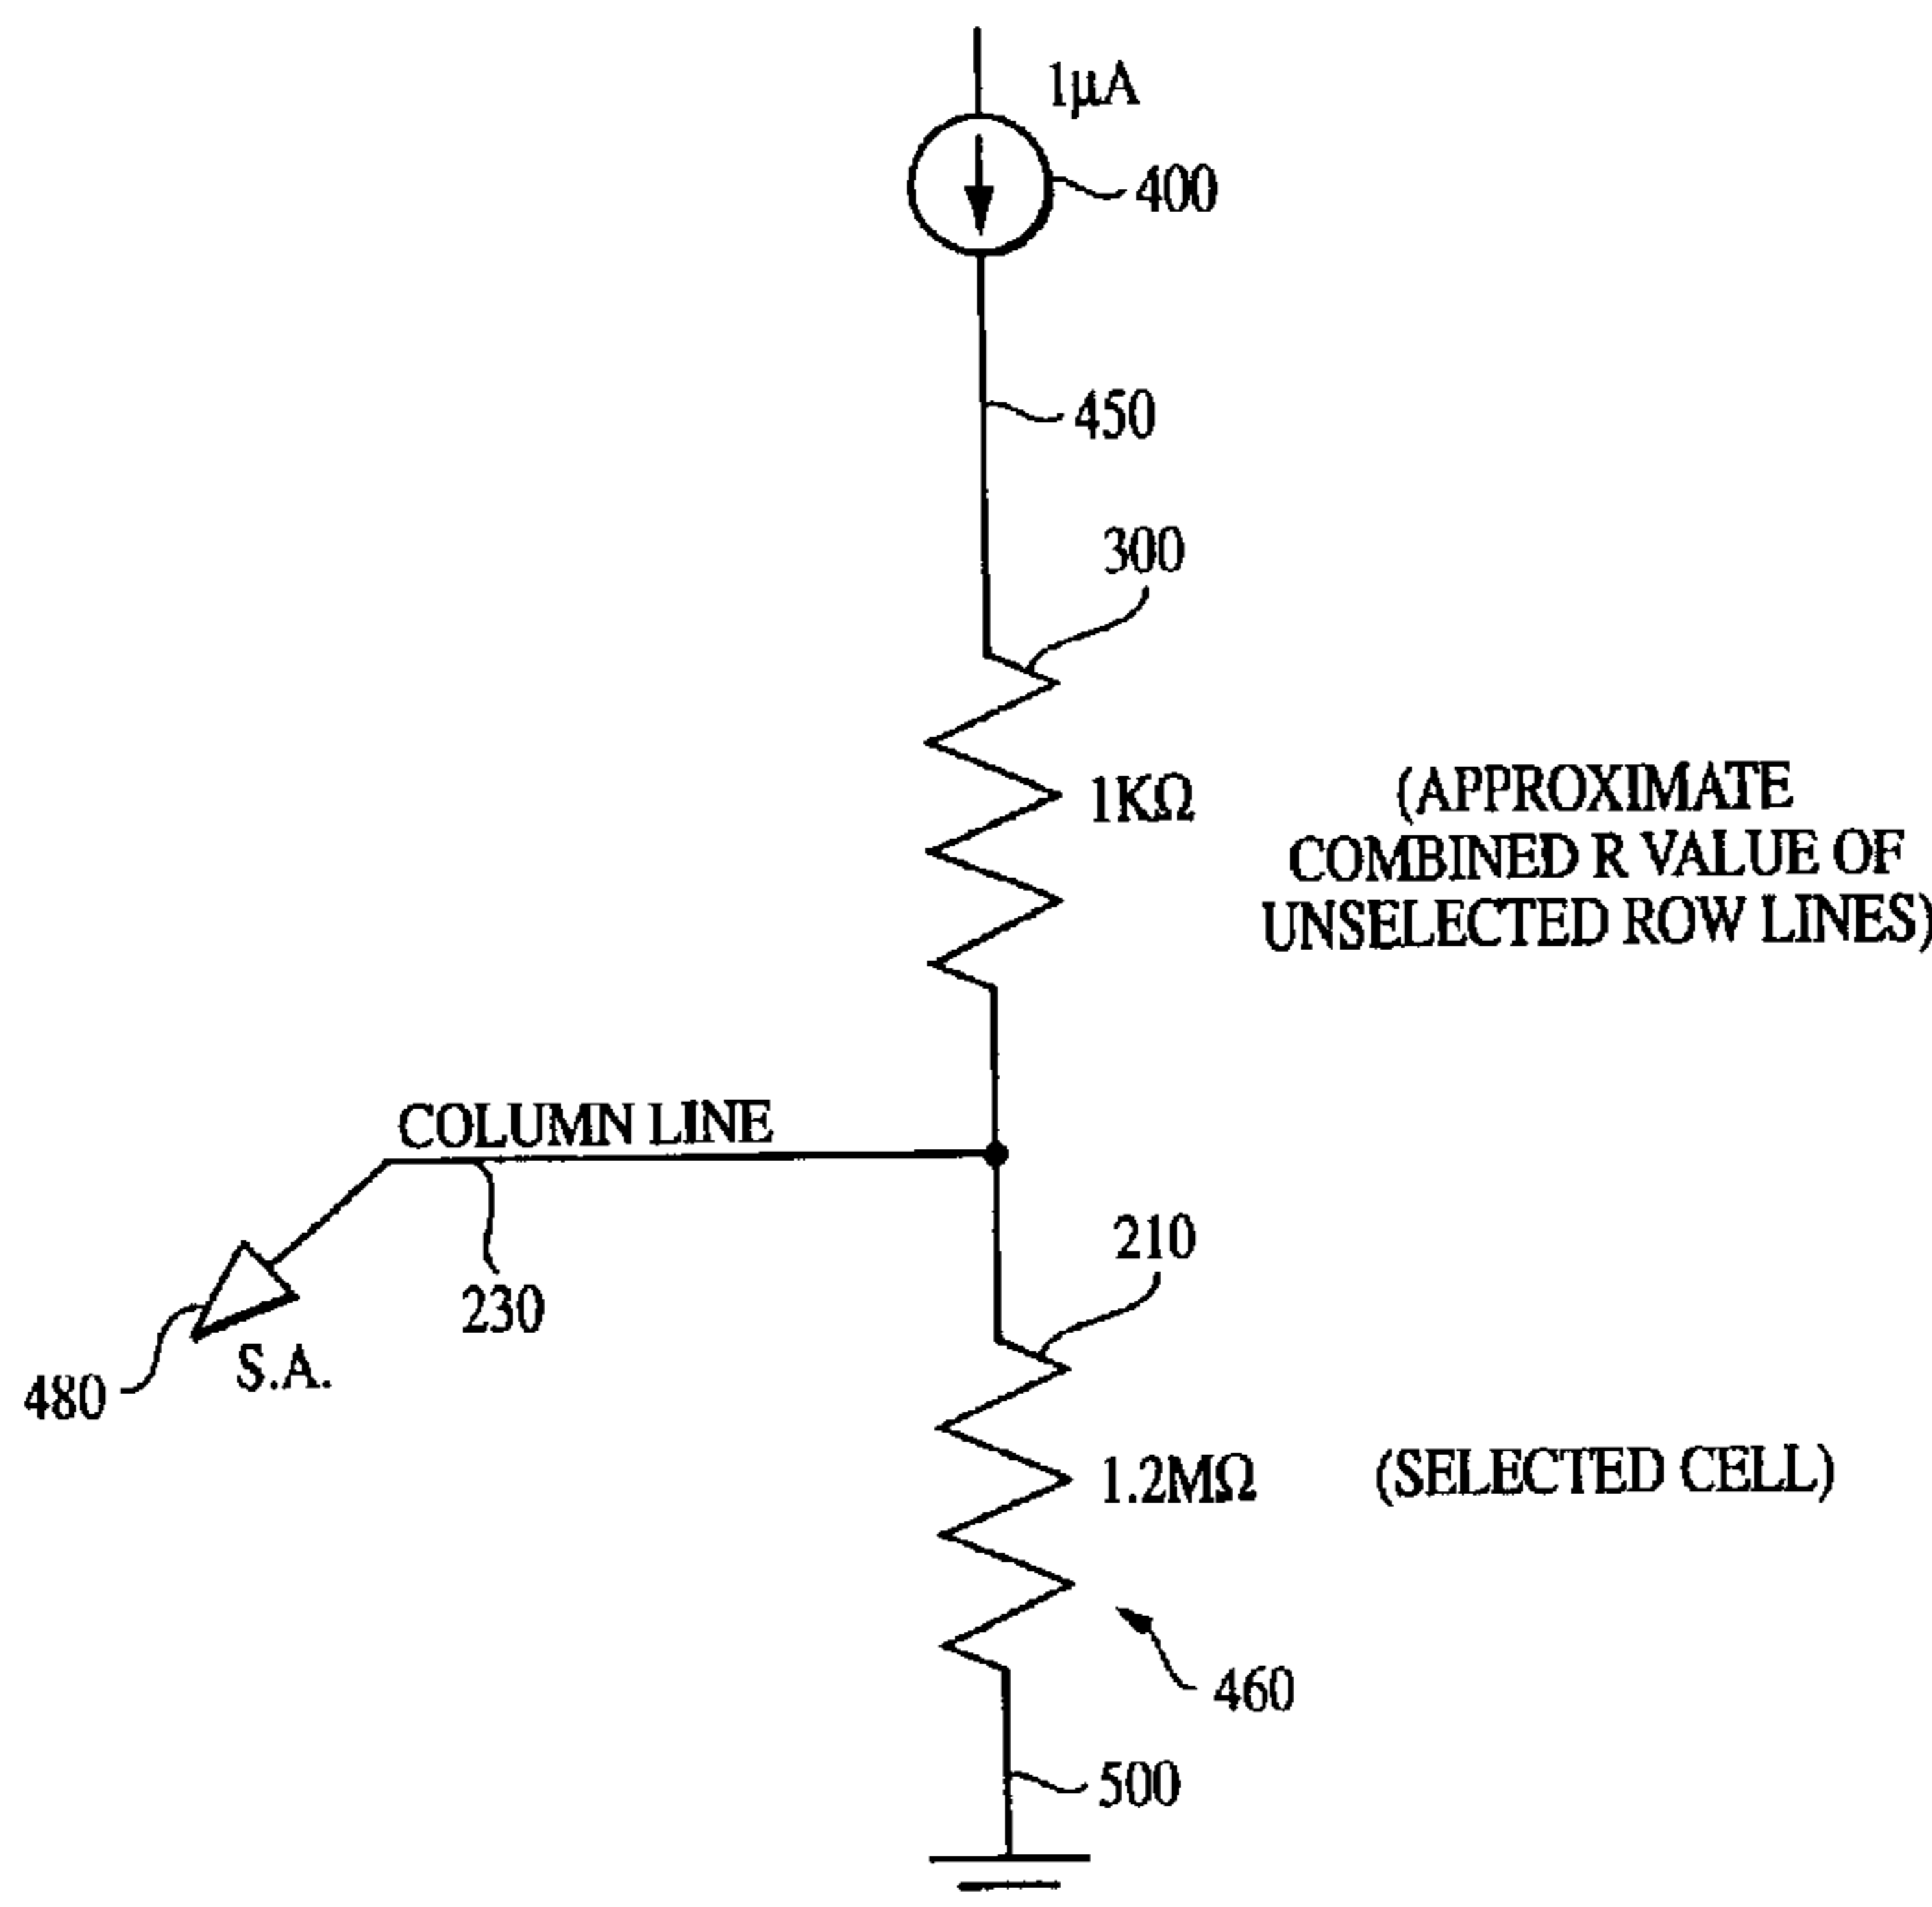 1μA
400
450
300
1KΩ
(APPROXIMATE
COMBINED R VALUE OF
UNSELECTED ROW LINES)
COLUMN LINE
210
230
S.A.
480
1.2MΩ
(SELECTED CELL)
460
500